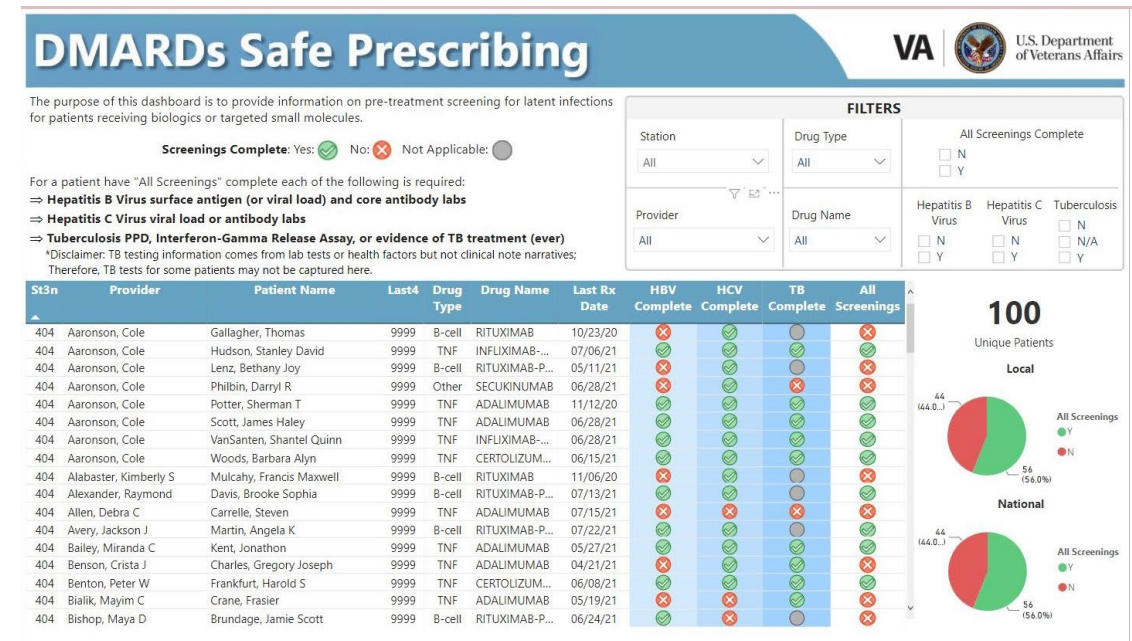 DMARDs Safe Prescribing
VA
U.S. Department
of Veterans Affairs
The purpose of this dashboard is to provide information on pre-treatment screening for latent infections
for patients receiving biologics or targeted small molecules.
Screenings Complete: Yes: No: Not Applicable:
For a patient have "All Screenings" complete each of the following is required:
⇒ Hepatitis B Virus surface antigen (or viral load) and core antibody labs
⇒ Hepatitis C Virus viral load or antibody labs
⇒ Tuberculosis PPD, Interferon-Gamma Release Assay, or evidence of TB treatment (ever)
*Disclaimer: TB testing information comes from lab tests or health factors but not clinical note narratives;
Therefore, TB tests for some patients may not be captured here.
FILTERS
Station
All
Drug Type
All
All Screenings Complete
N
Y
Provider
All
Drug Name
All
Hepatitis B
Virus
N
Y
Hepatitis C
Virus
N
Y
Tuberculosis
N
N/A
Y
St3n Provider Patient Name Last4 Drug Type Drug Name Last Rx Date HBV Complete HCV Complete TB Complete All Screenings
404 Aaronson, Cole Gallagher, Thomas 9999 B-cell RITUXIMAB 10/23/20
404 Aaronson, Cole Hudson, Stanley David 9999 TNF INFLIXIMAB-... 07/06/21
404 Aaronson, Cole Lenz, Bethany Joy 9999 B-cell RITUXIMAB-P... 05/11/21
404 Aaronson, Cole Philbin, Darryl R 9999 Other SECUKINUMAB 06/28/21
404 Aaronson, Cole Potter, Sherman T 9999 TNF ADALIMUMAB 11/12/20
404 Aaronson, Cole Scott, James Haley 9999 TNF ADALIMUMAB 06/28/21
404 Aaronson, Cole VanSanten, Shantel Quinn 9999 TNF INFLIXIMAB-... 06/28/21
404 Aaronson, Cole Woods, Barbara Alyn 9999 TNF CERTOLIZUM... 06/15/21
404 Alabaster, Kimberly S Mulcahy, Francis Maxwell 9999 B-cell RITUXIMAB 11/06/20
404 Alexander, Raymond Davis, Brooke Sophia 9999 B-cell RITUXIMAB-P... 07/13/21
404 Allen, Debra C Carrelle, Steven 9999 TNF ADALIMUMAB 07/15/21
404 Avery, Jackson J Martin, Angela K 9999 B-cell RITUXIMAB-P... 07/22/21
404 Bailey, Miranda C Kent, Jonathon 9999 TNF ADALIMUMAB 05/27/21
404 Benson, Crista J Charles, Gregory Joseph 9999 TNF ADALIMUMAB 04/21/21
404 Benton, Peter W Frankfurt, Harold S 9999 TNF CERTOLIZUM... 06/08/21
404 Bialik, Mayim C Crane, Frasier 9999 TNF ADALIMUMAB 05/19/21
404 Bishop, Maya D Brundage, Jamie Scott 9999 B-cell RITUXIMAB-P... 06/24/21
100
Unique Patients
Local
44
(44.0...)
56
(56.0%)
All Screenings
Y
N
National
44
(44.0...)
56
(56.0%)
All Screenings
Y
N